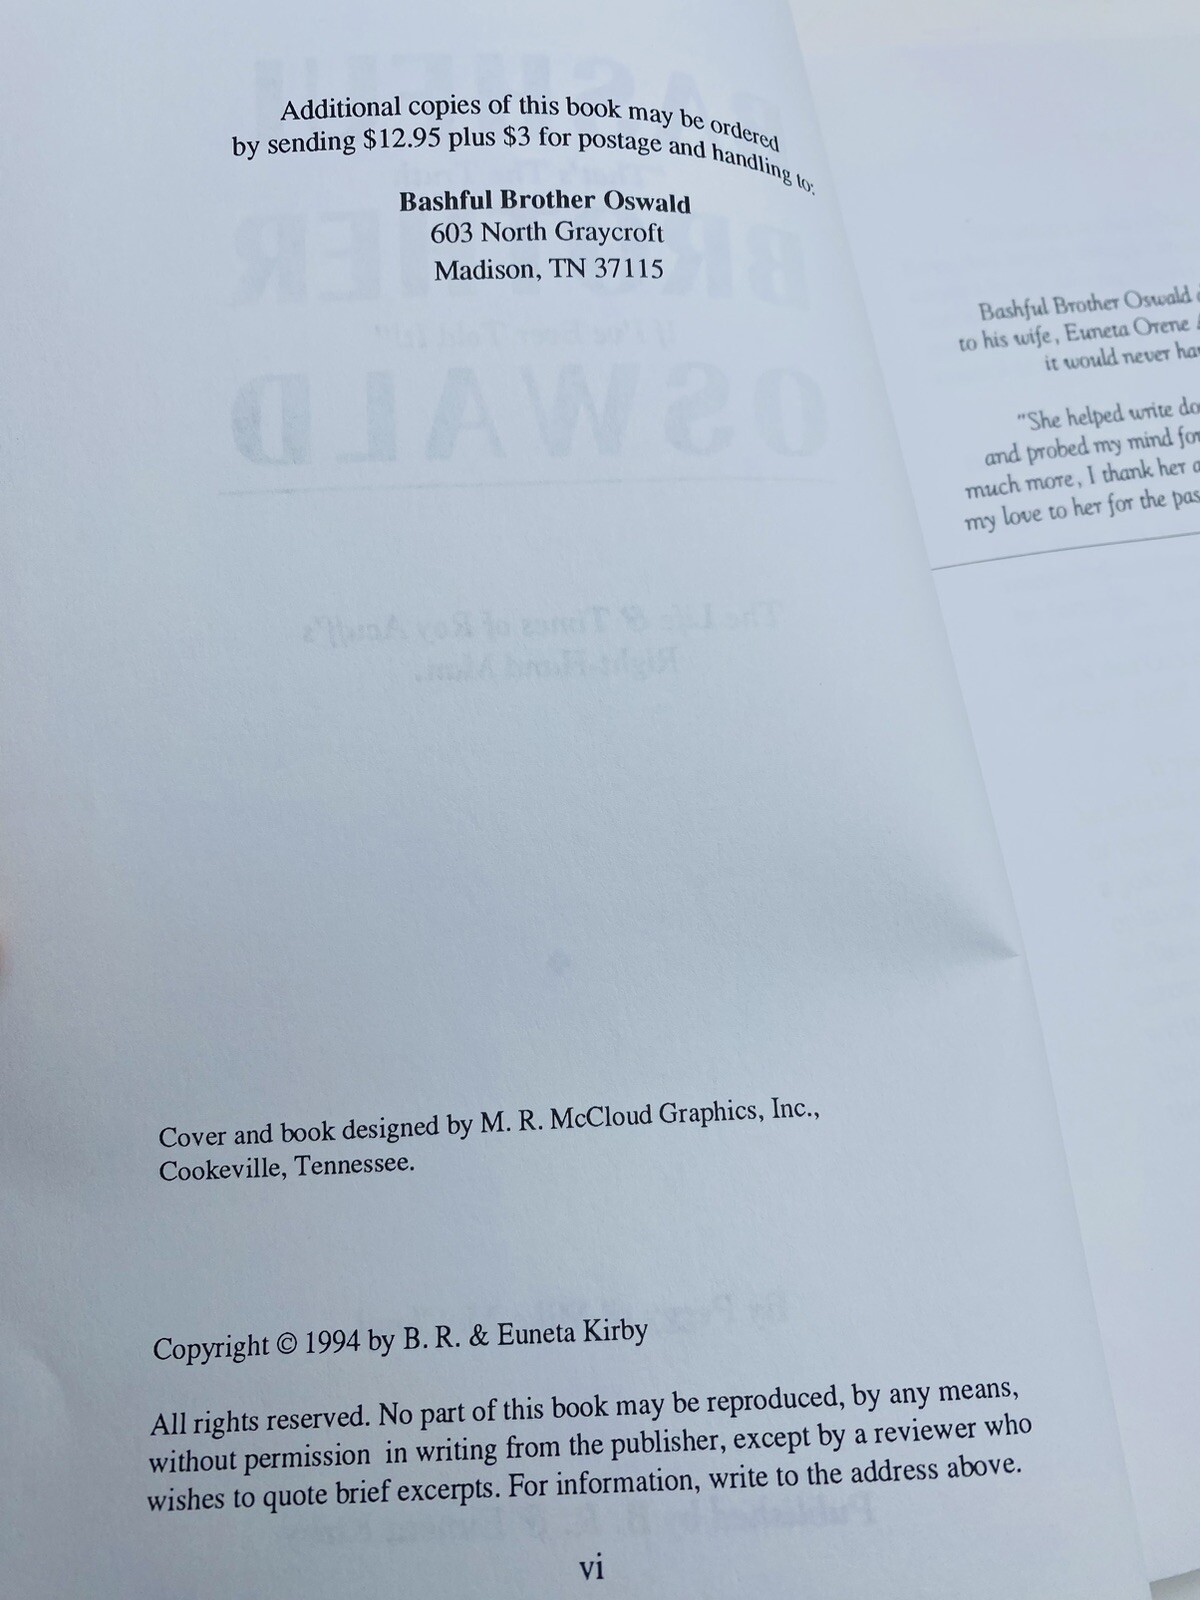 Additional copies of this book may be ordered
by sending $12.95 plus $3 for postage and handling to:
Bashful Brother Oswald
603 North Graycroft
Madison, TN 37115
Cover and book designed by M. R. McCloud Graphics, Inc.,
Cookeville, Tennessee.
Copyright © 1994 by B. R. & Euneta Kirby
All rights reserved. No part of this book may be reproduced, by any means,
without permission in writing from the publisher, except by a reviewer who
wishes to quote brief excerpts. For information, write to the address above.
vi
Bashful Brother Oswald
to his wife, Euneta Orene
it would never
"She helped write
and probed my mind for
much more, I thank her
my love to her for the